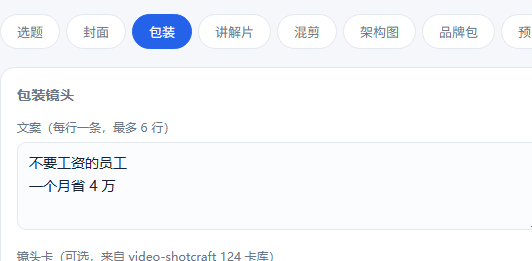 选题 封面 包装 讲解片 混剪 架构图 品牌包 预
包装镜头
文案（每行一条，最多 6 行）
不要工资的员工
一个月省 4 万
镜头卡（可选，来自 video-shotcraft 124 卡库）